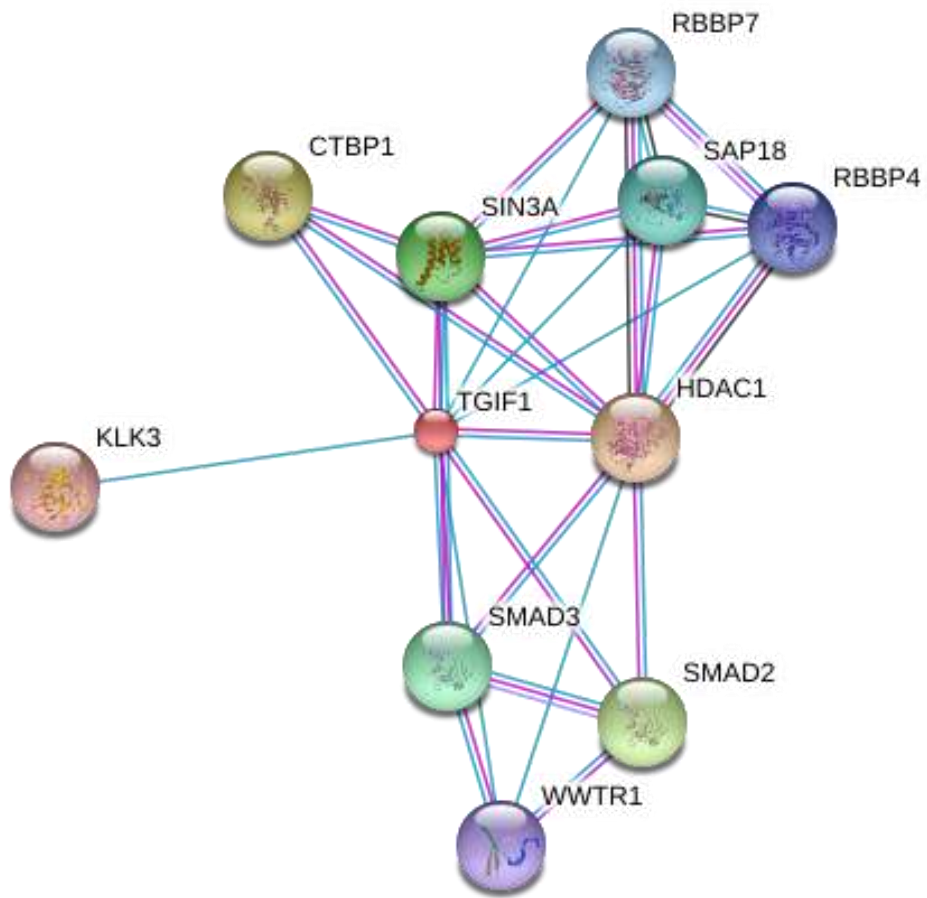 RBBP7
CTBP1
SAP18
RBBP4
SIN3A
HDAC1
TGIF1
KLK3
SMAD3
SMAD2
WWTR1